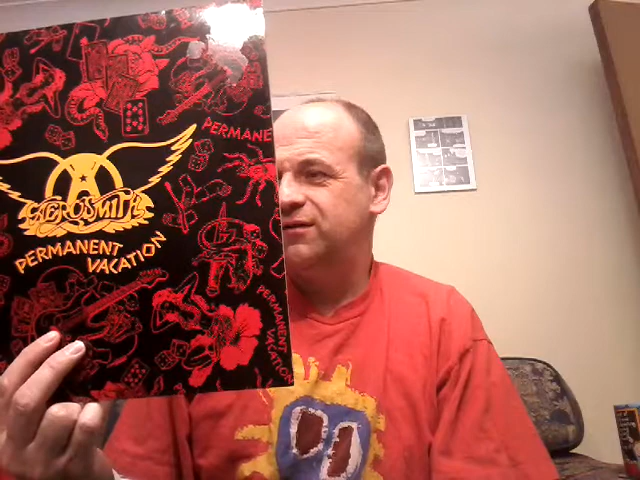 PERMANE
AEROSMITH
PERMANENT
VACATION
PERMANENT
VACATION